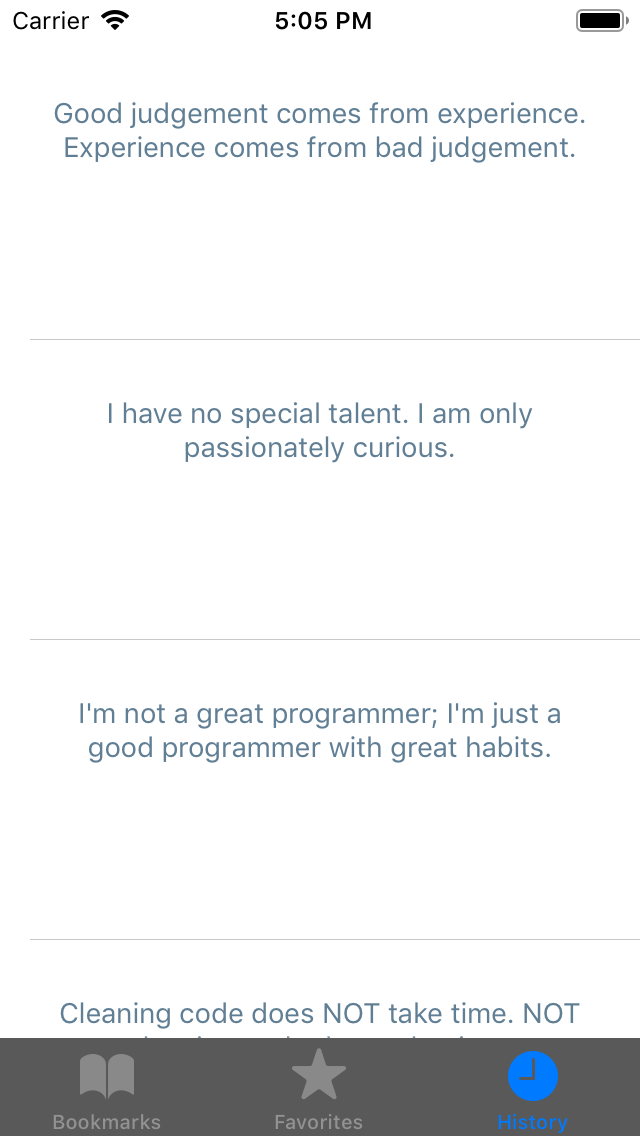 Carrier 5:05 PM
Good judgement comes from experience.
Experience comes from bad judgement.
I have no special talent. I am only
passionately curious.
I'm not a great programmer; I'm just a
good programmer with great habits.
Cleaning code does NOT take time. NOT
Bookmarks Favorites History